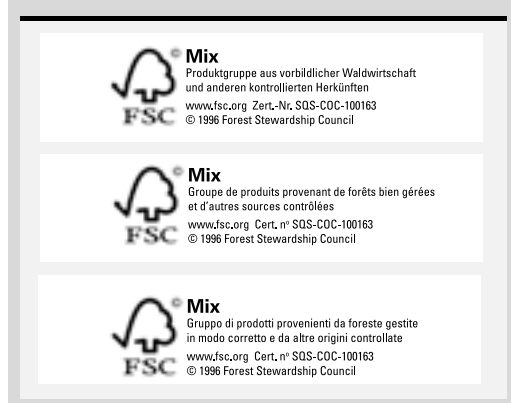 ©
Mix
Produktgruppe aus vorbildlicher Waldwirtschaft
und anderen kontrollierten Herkünften
www.fsc.org Zert.-Nr. SQS-COC-100163
© 1996 Forest Stewardship Council
FSC
©
Mix
Groupe de produits provenant de forêts bien gérées
et d'autres sources contrôlées
www.fsc.org Cert. nº SQS-COC-100163
© 1996 Forest Stewardship Council
FSC
©
Mix
Gruppo di prodotti provenienti da foreste gestite
in modo corretto e da altre origini controllate
www.fsc.org Cert. nº SQS-COC-100163
© 1996 Forest Stewardship Council
FSC